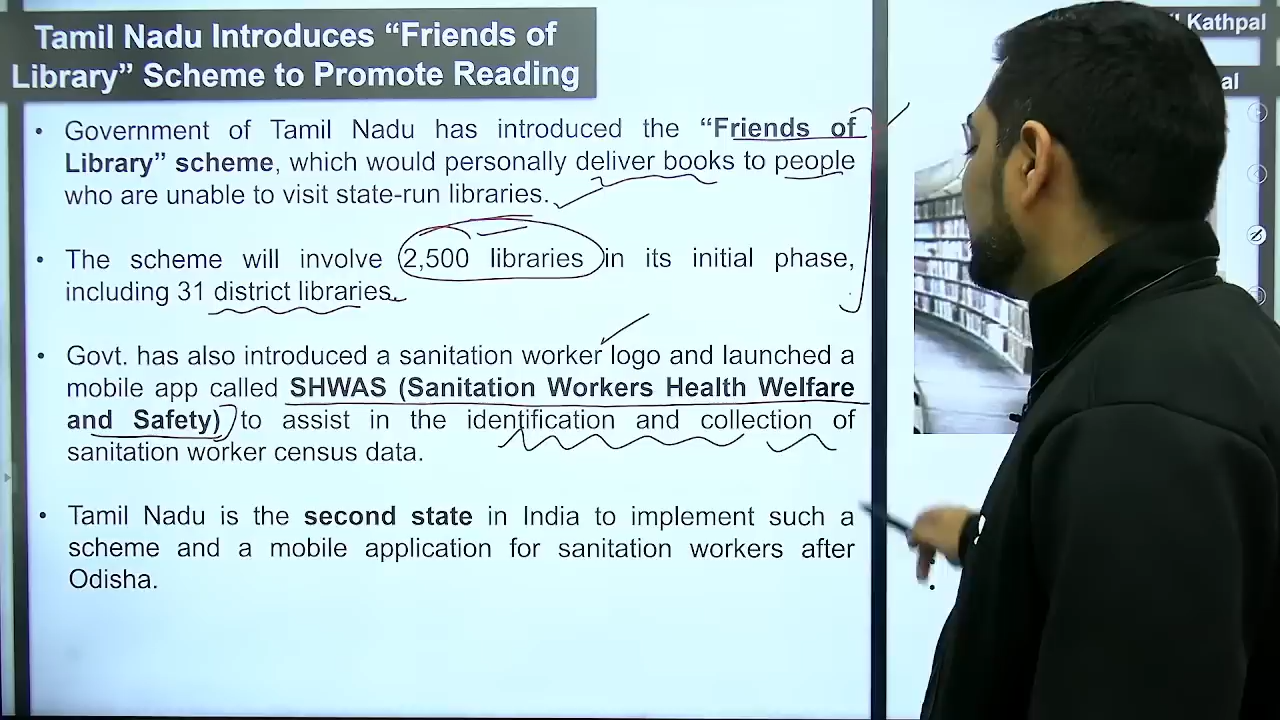 Tamil Nadu Introduces “Friends of
Library” Scheme to Promote Reading
Kathpal
al
• Government of Tamil Nadu has introduced the “Friends of
Library” scheme, which would personally deliver books to people
who are unable to visit state-run libraries.
• The scheme will involve 2,500 libraries in its initial phase,
including 31 district libraries.
• Govt. has also introduced a sanitation worker logo and launched a
mobile app called SHWAS (Sanitation Workers Health Welfare
and Safety) to assist in the identification and collection of
sanitation worker census data.
• Tamil Nadu is the second state in India to implement such a
scheme and a mobile application for sanitation workers after
Odisha.